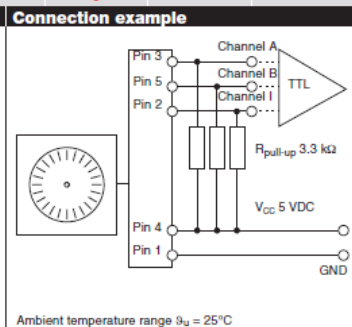 Connection example
Pin 3
Channel A
Pin 5
Channel B
Pin 2
Channel I
TTL
Rpull-up 3.3 kΩ
VCC 5 VDC
Pin 4
Pin 1
GND
Ambient temperature range ϑU = 25°C